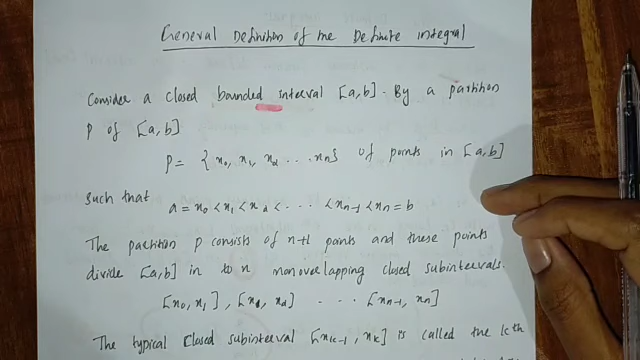 General Definition of the Definite integral
Consider a closed bounded interval [a,b]. By a partition
P of [a,b]
P = { x₀, x₁, x₂ ... xₙ} of points in [a,b]
such that
a = x₀ < x₁ < x₂ < ... < xₙ₋₁ < xₙ = b
The partition P consists of n+1 points and these points
divide [a,b] in to n nonoverlapping closed subintervals.
[x₀, x₁], [x₁, x₂] ... [xₙ₋₁, xₙ]
The typical closed subinterval [xₖ₋₁, xₖ] is called the kth